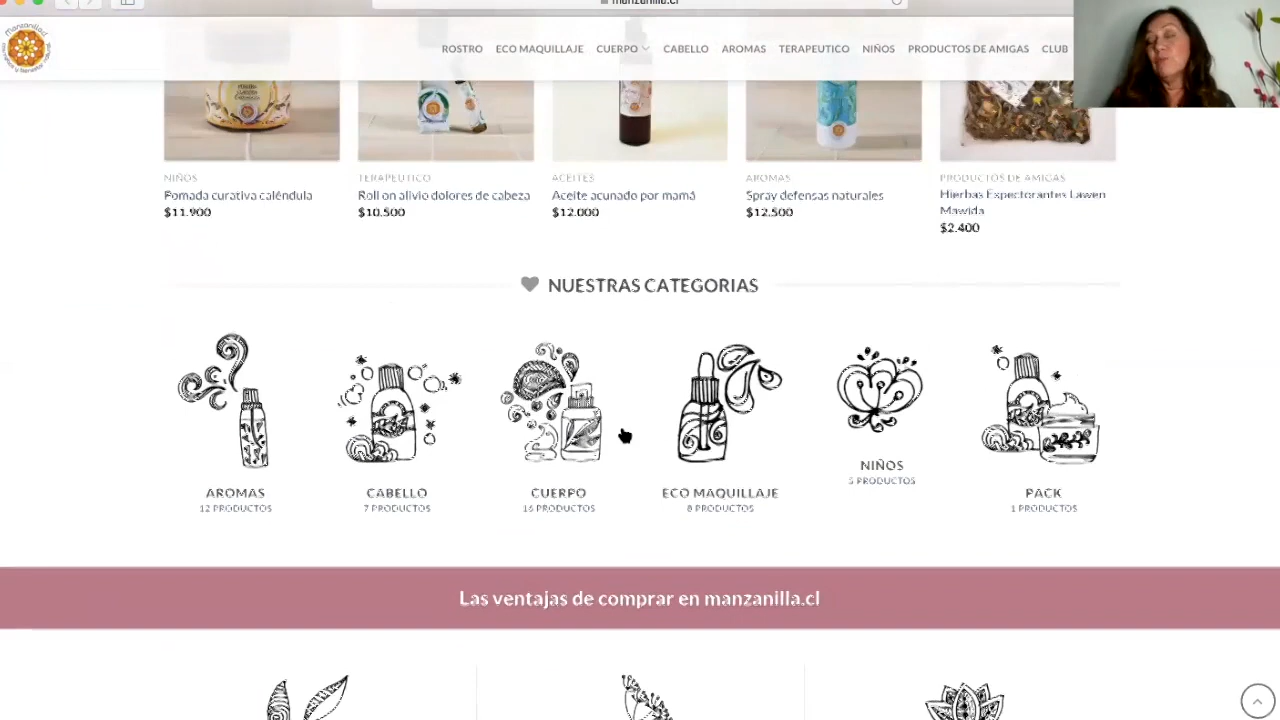 manzanilla.cl
Manzanilla
ROSTRO ECO MAQUILLAJE CUERPO CABELLO AROMAS TERAPEUTICO NIÑOS PRODUCTOS DE AMIGAS CLUB
NIÑOS
Pomada curativa caléndula
$11.900
TERAPEUTICO
Roll on alivio dolores de cabeza
$10.500
ACEITES
Aceite acunado por mamá
$12.000
AROMAS
Spray defensas naturales
$12.500
PRODUCTOS DE AMIGAS
Hierbas Expectorantes Lawen
Mawida
$2.400
NUESTRAS CATEGORIAS
AROMAS
12 PRODUCTOS
CABELLO
7 PRODUCTOS
CUERPO
16 PRODUCTOS
ECO MAQUILLAJE
8 PRODUCTOS
NIÑOS
5 PRODUCTOS
PACK
1 PRODUCTOS
Las ventajas de comprar en manzanilla.cl